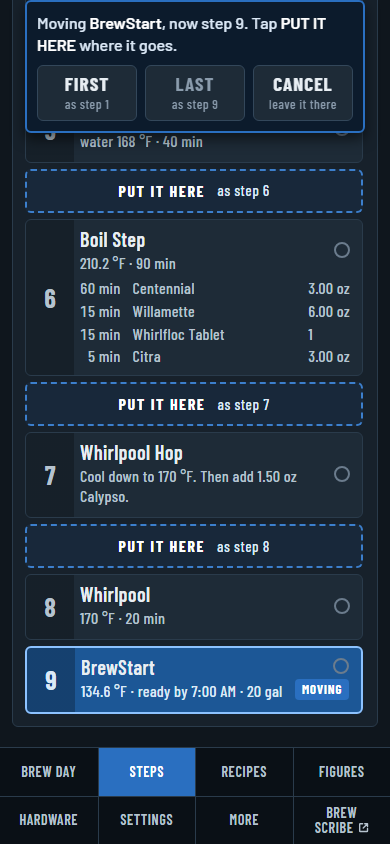 Moving BrewStart, now step 9. Tap PUT IT
HERE where it goes.
FIRST
as step 1
LAST
as step 9
CANCEL
leave it there
water 168 °F · 40 min
PUT IT HERE as step 6
6
Boil Step
210.2 °F · 90 min
60 min Centennial 3.00 oz
15 min Willamette 6.00 oz
15 min Whirlfloc Tablet 1
5 min Citra 3.00 oz
PUT IT HERE as step 7
7
Whirlpool Hop
Cool down to 170 °F. Then add 1.50 oz
Calypso.
PUT IT HERE as step 8
8
Whirlpool
170 °F · 20 min
9
BrewStart
134.6 °F · ready by 7:00 AM · 20 gal
MOVING
BREW DAY
STEPS
RECIPES
FIGURES
HARDWARE
SETTINGS
MORE
BREW
SCRIBE